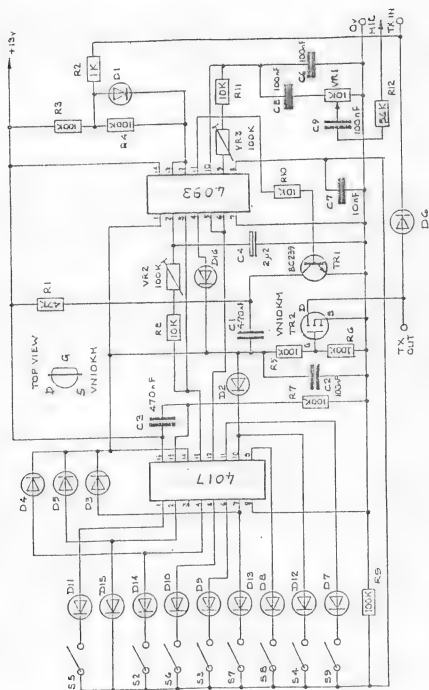 +13v
R3
100K
R4
100K
R2
1K
D1
R11
10K
VR3
100K
100nF
C8
C6
100nF
VR1
10K
C9
100nF
0V
MIC
TX IN
R12
56K
4093
R10
10K
C7
10nF
D6
R1
47K
VR2
100K
R8
10K
D16
C4
2µ2
BC239
TR1
C1
470nF
TOP VIEW
D
G
S
VN10KM
VN10KM
TR2
D
G
S
TX
OUT
R5
100K
R6
100K
C2
100nF
R7
100K
D2
C3
470nF
4017
D4
D5
D3
D11
D15
D14
D10
D9
D13
D8
D12
D7
S5
S2
S6
S3
S7
S8
S4
S9
R9
100K